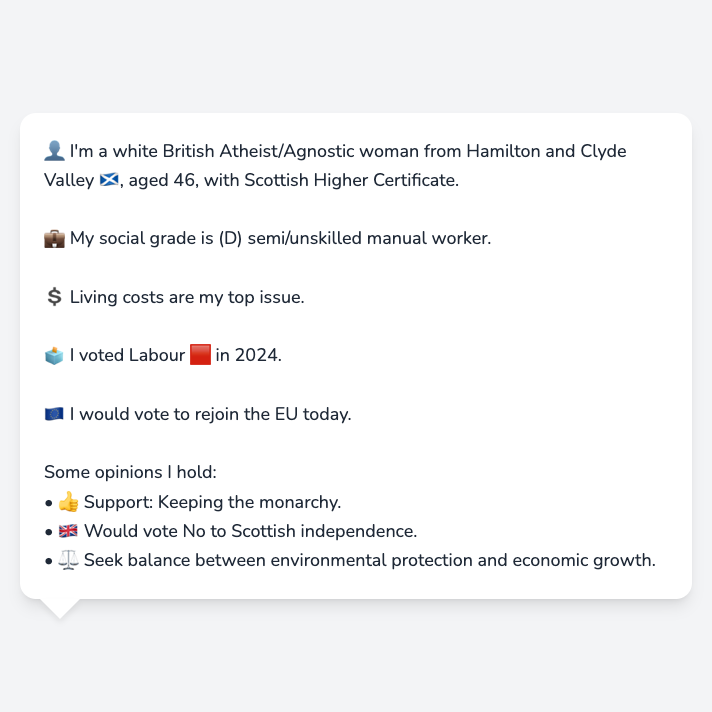 👤 I'm a white British Atheist/Agnostic woman from Hamilton and Clyde
Valley 🏴󠁧󠁢󠁳󠁣󠁴󠁿, aged 46, with Scottish Higher Certificate.
💼 My social grade is (D) semi/unskilled manual worker.
💲 Living costs are my top issue.
🗳️ I voted Labour 🟥 in 2024.
🇪🇺 I would vote to rejoin the EU today.
Some opinions I hold:
• 👍 Support: Keeping the monarchy.
• 🇬🇧 Would vote No to Scottish independence.
• ⚖️ Seek balance between environmental protection and economic growth.